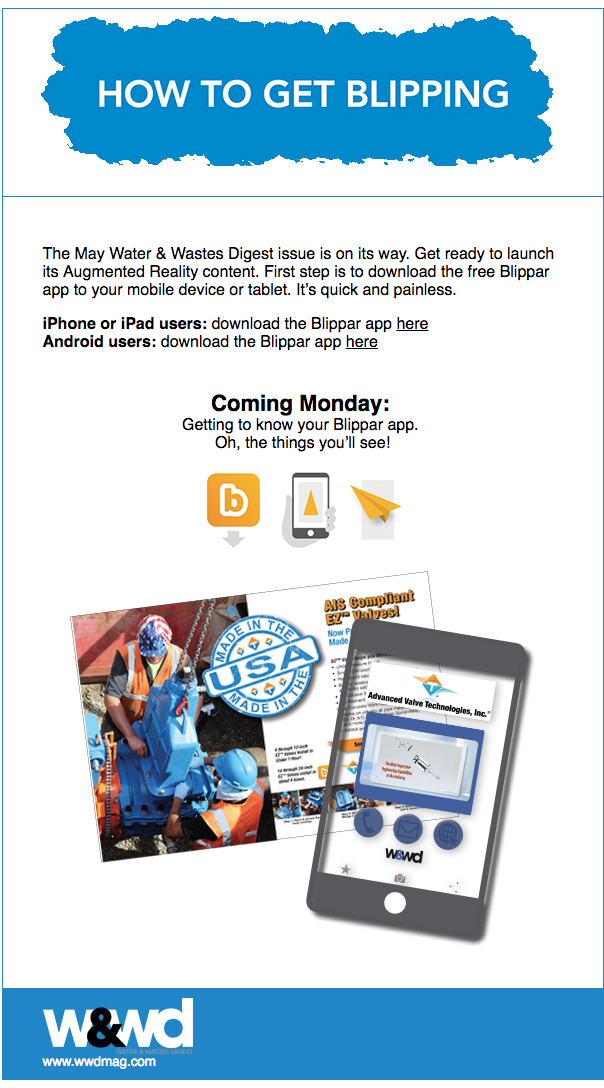 HOW TO GET BLIPPING
The May Water & Wastes Digest issue is on its way. Get ready to launch
its Augmented Reality content. First step is to download the free Blippar
app to your mobile device or tablet. It's quick and painless.
iPhone or iPad users: download the Blippar app here
Android users: download the Blippar app here
Coming Monday:
Getting to know your Blippar app.
Oh, the things you'll see!
b
AIS Compliant
EZ™ Valves!
Now
Made
MADE IN THE
USA
MADE IN THE
4 through 12-inch
EZ™ Valves install in
Under 1 Hour!
14 through 24-inch
EZ™ Valves install in
about 4 hours.
b
Advanced Valve Technologies, Inc.®
w&wd
w&wd
WATER & WASTES DIGEST
www.wwdmag.com